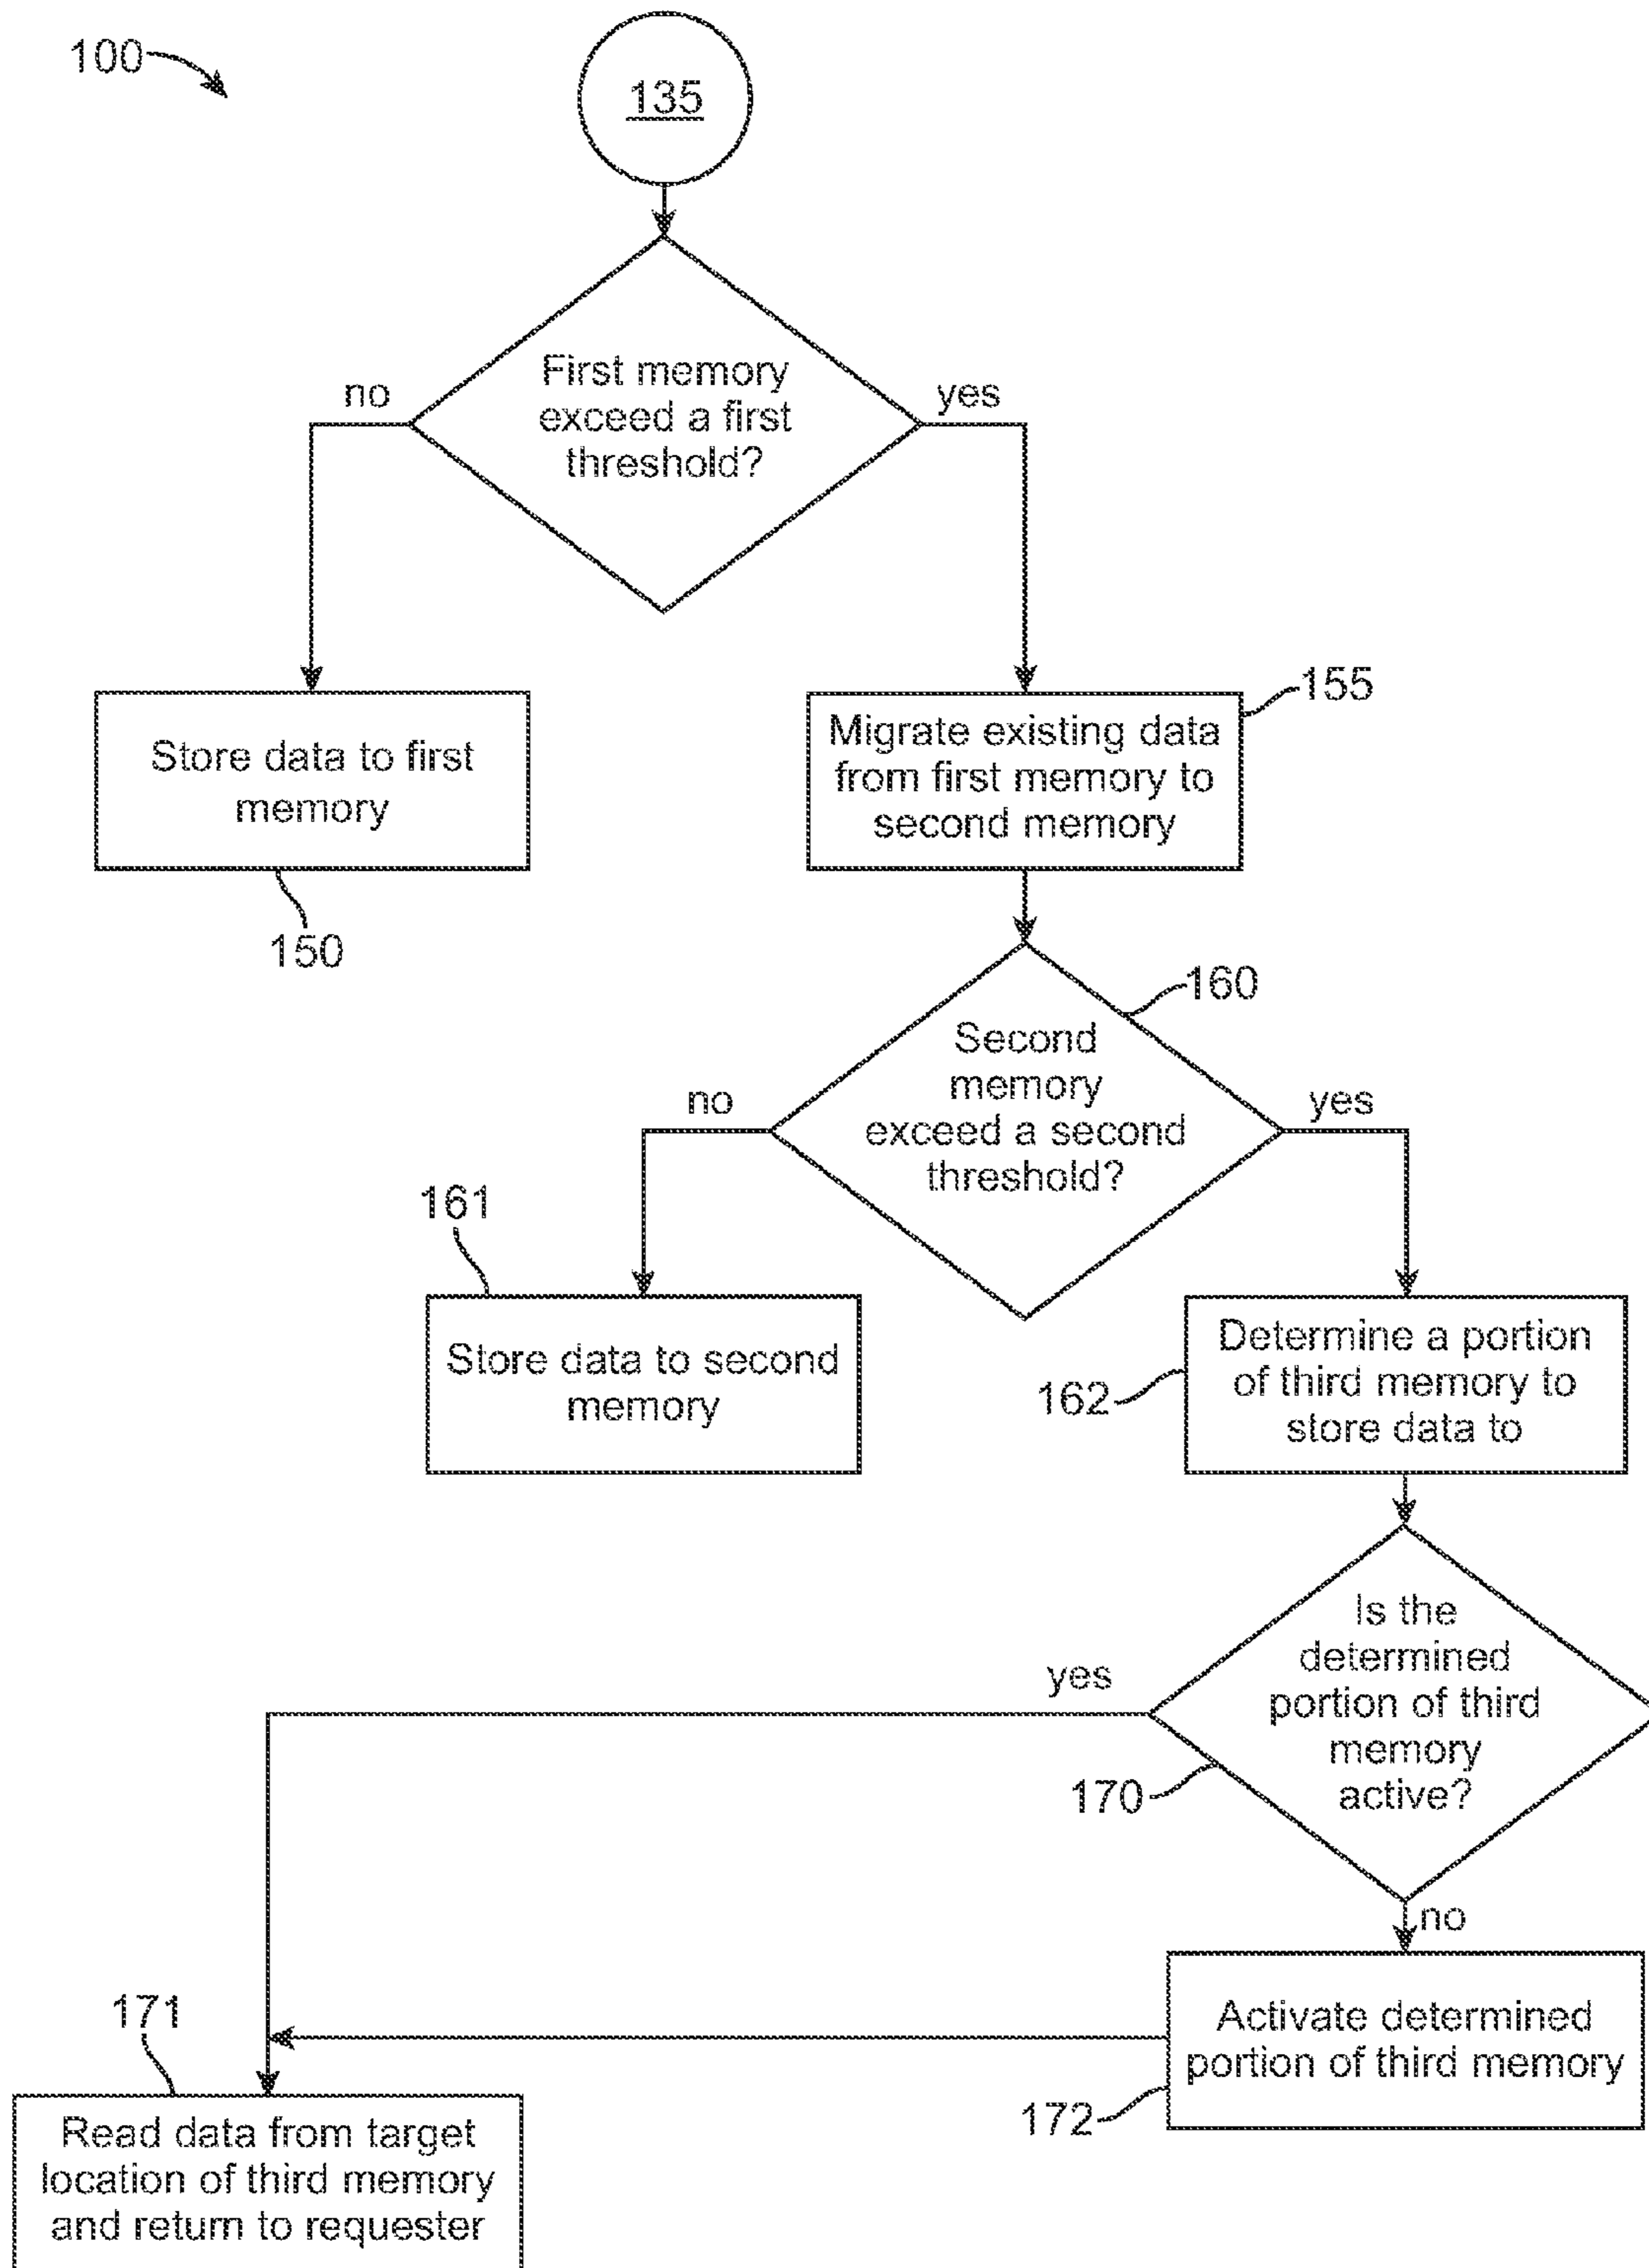 100
135
First memory
exceed a first
threshold?
no
yes
Store data to first
memory
150
155
Migrate existing data
from first memory to
second memory
160
Second
memory
exceed a second
threshold?
no
yes
161
Store data to second
memory
162
Determine a portion
of third memory to
store data to
Is the
determined
portion of third
memory
active?
yes
170
no
171
Activate determined
portion of third memory
172
Read data from target
location of third memory
and return to requester